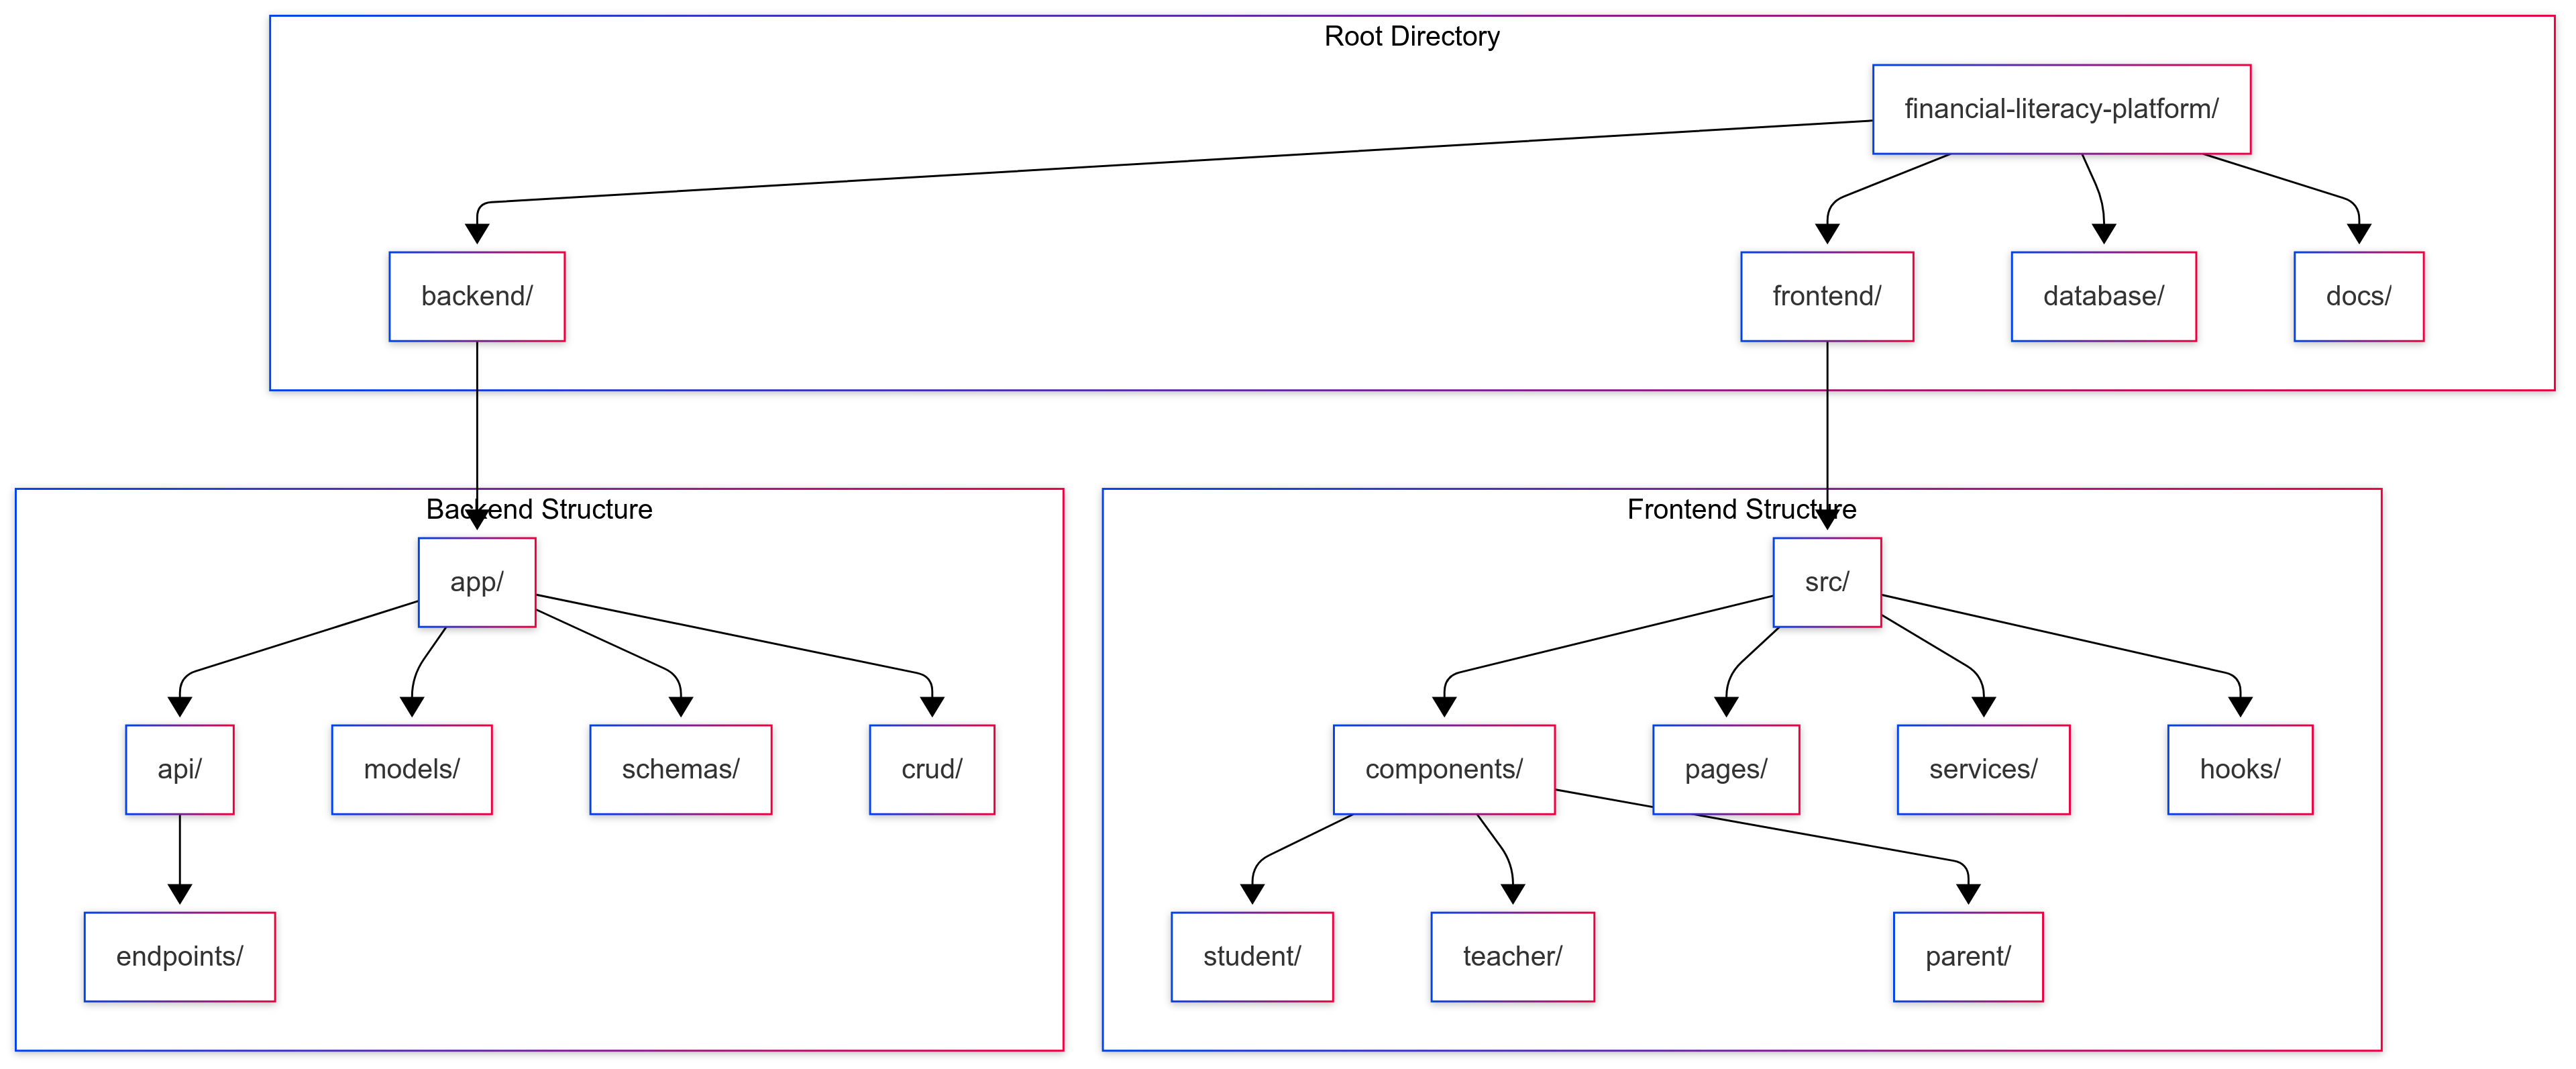 Root Directory
financial-literacy-platform/
backend/
frontend/
database/
docs/
Backend Structure
app/
api/
models/
schemas/
crud/
endpoints/
Frontend Structure
src/
components/
pages/
services/
hooks/
student/
teacher/
parent/